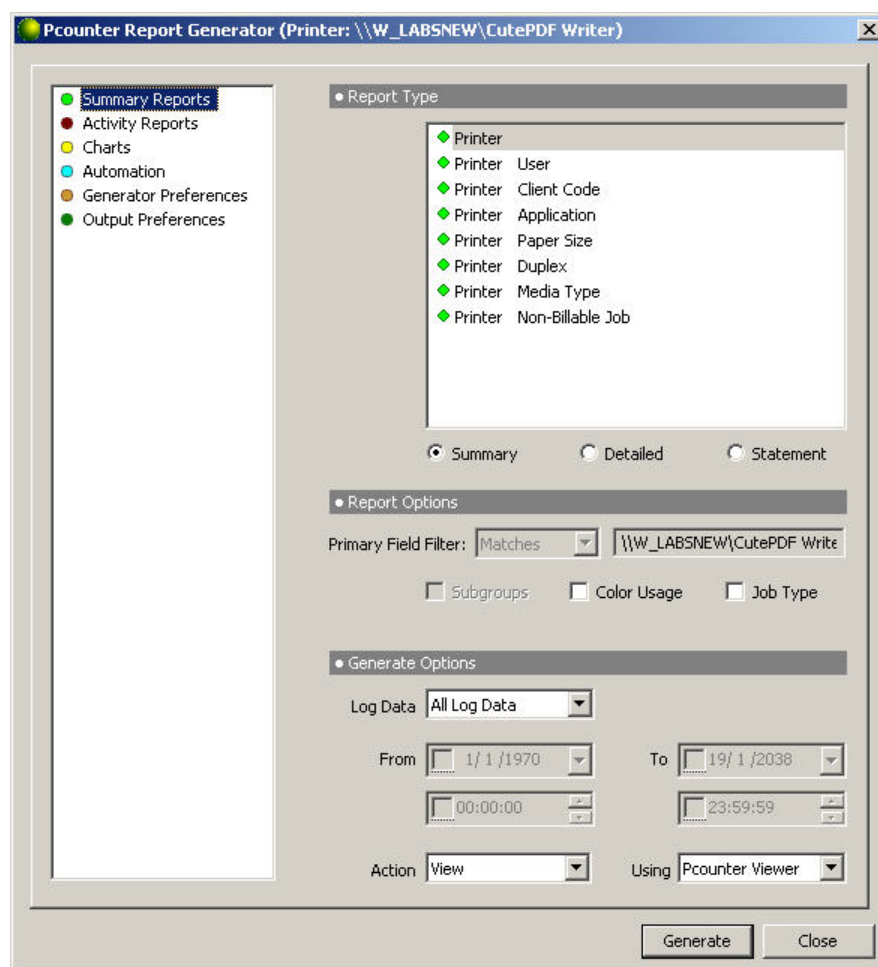 Pcounter Report Generator (Printer: \\W_LABSNEW\CutePDF Writer)
Summary Reports
Activity Reports
Charts
Automation
Generator Preferences
Output Preferences
Report Type
Printer
Printer User
Printer Client Code
Printer Application
Printer Paper Size
Printer Duplex
Printer Media Type
Printer Non-Billable Job
Summary Detailed Statement
Report Options
Primary Field Filter: Matches \\W_LABSNEW\CutePDF Write
Subgroups Color Usage Job Type
Generate Options
Log Data All Log Data
From 1/ 1 /1970 To 19/ 1 /2038
00:00:00 23:59:59
Action View Using Pcounter Viewer
Generate Close